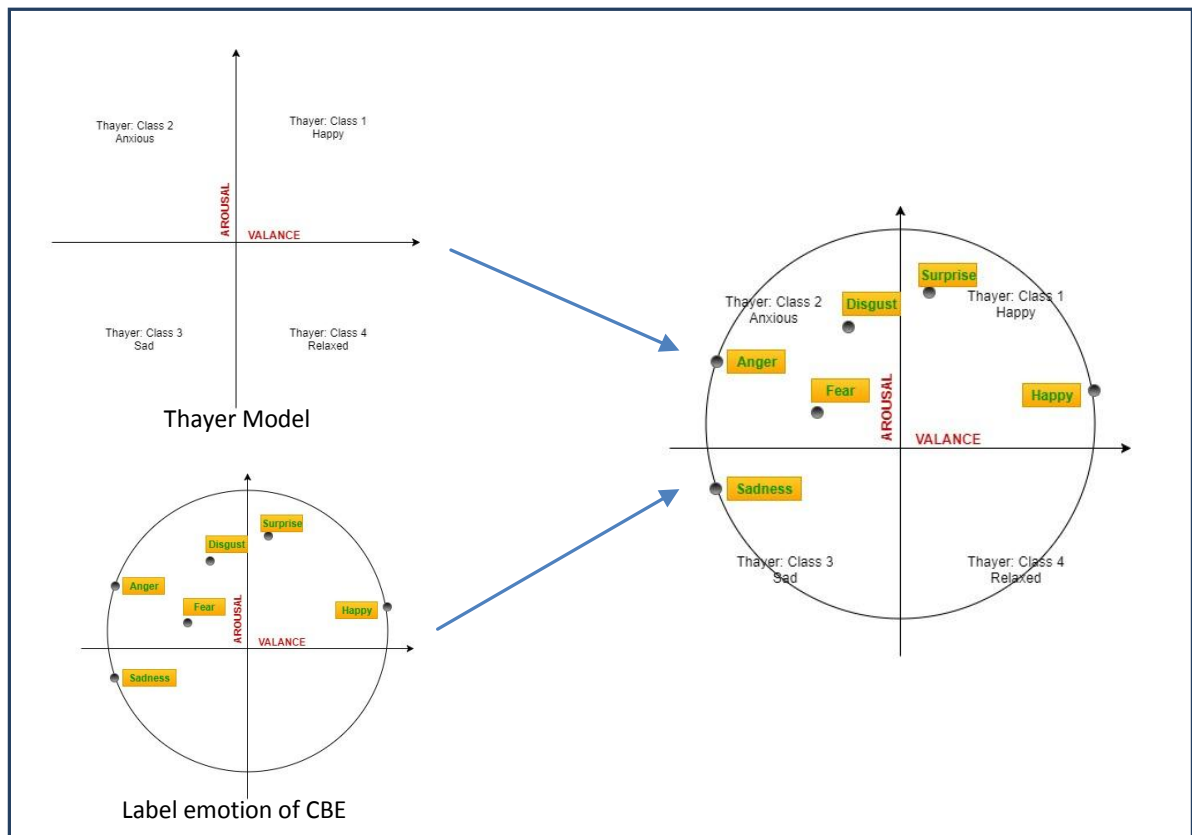 Thayer: Class 2
Anxious
Thayer: Class 1
Happy
AROUSAL
VALANCE
Thayer: Class 3
Sad
Thayer: Class 4
Relaxed
Thayer Model
Surprise
Disgust
Anger
Fear
Happy
AROUSAL
VALANCE
Sadness
Label emotion of CBE
Surprise
Thayer: Class 2
Anxious
Disgust
Thayer: Class 1
Happy
Anger
Fear
Happy
AROUSAL
VALANCE
Sadness
Thayer: Class 3
Sad
Thayer: Class 4
Relaxed